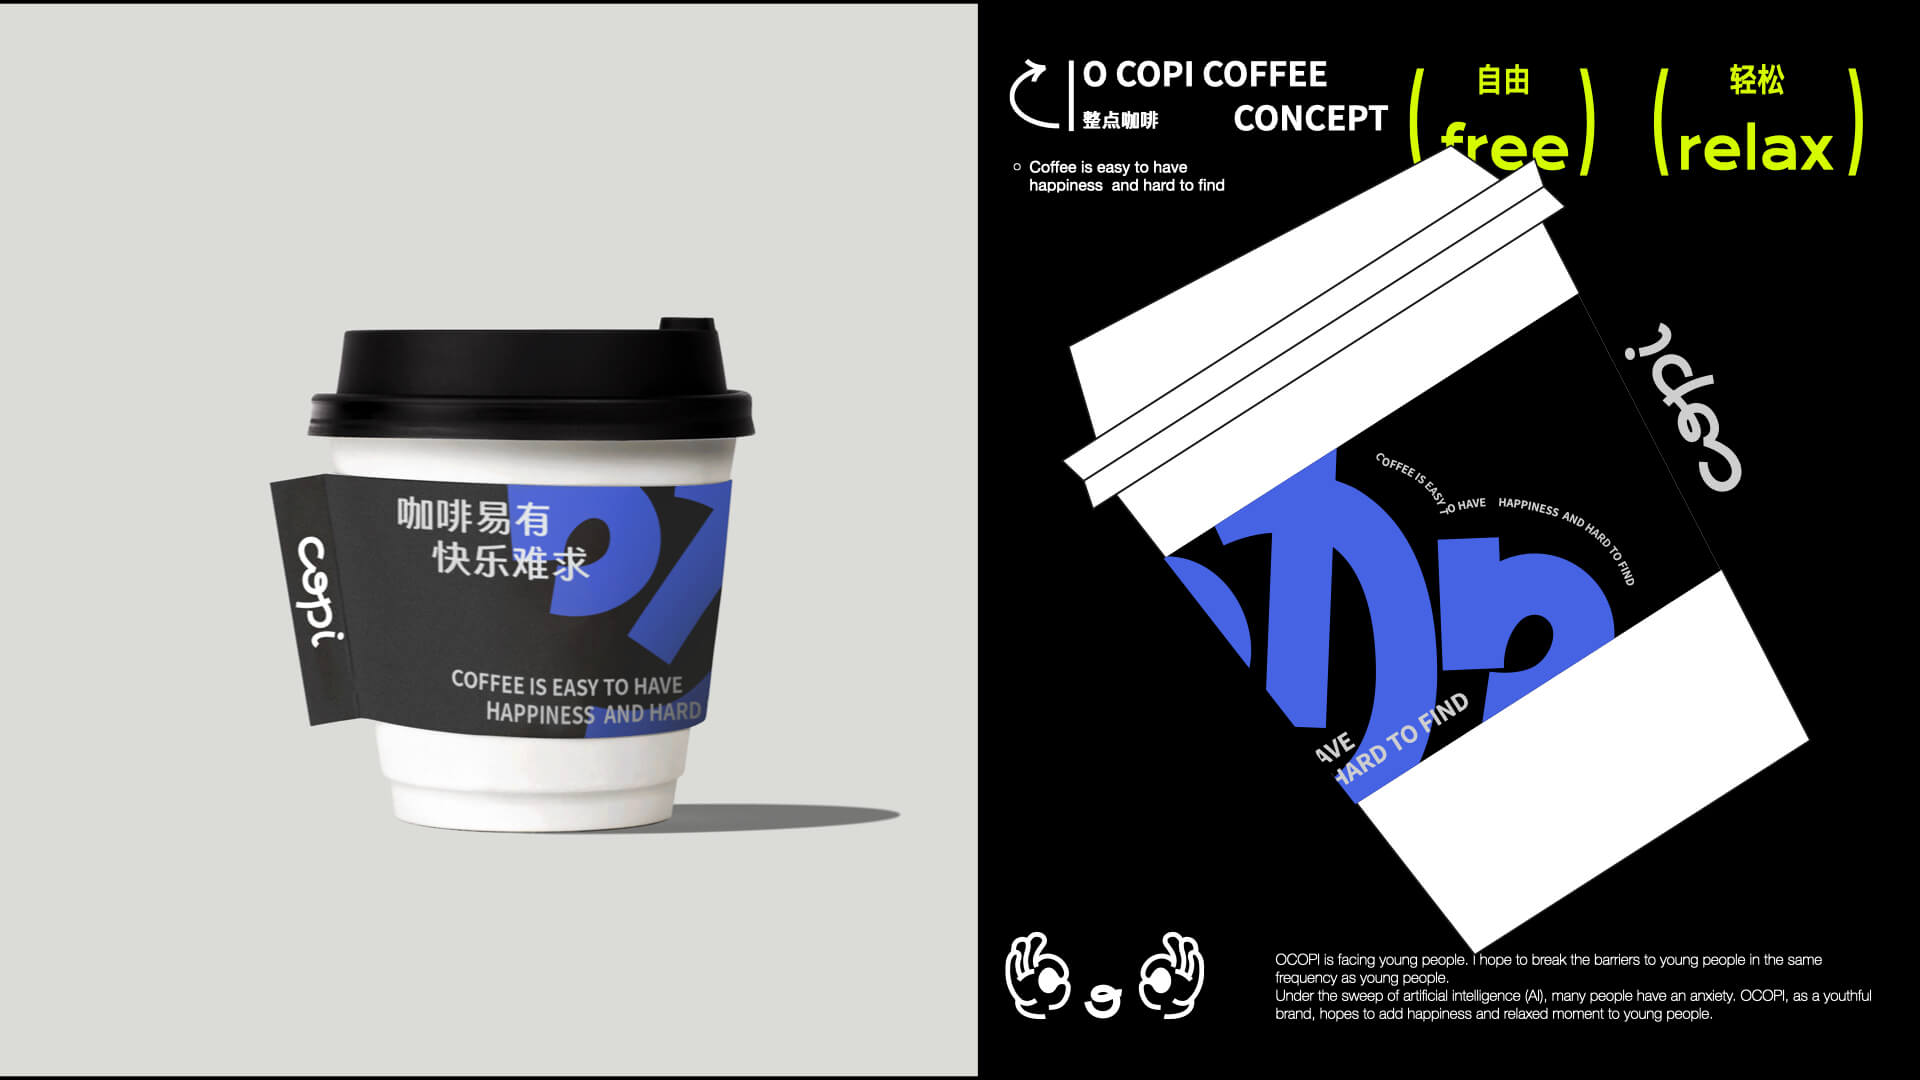 咖啡易有
快乐难求
copi
COFFEE IS EASY TO HAVE
HAPPINESS AND HARD
O COPI COFFEE
CONCEPT
整点咖啡
Coffee is easy to have
happiness and hard to find
自由
(free)
轻松
(relax)
copi
COFFEE IS EASY TO HAVE HAPPINESS AND HARD TO FIND
AVE
HARD TO FIND
OCOPI is facing young people. I hope to break the barriers to young people in the same
frequency as young people.
Under the sweep of artificial intelligence (AI), many people have an anxiety. OCOPI, as a youthful
brand, hopes to add happiness and relaxed moment to young people.